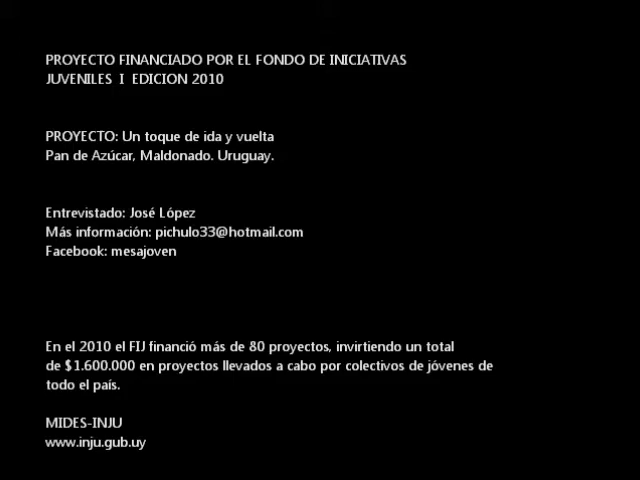 PROYECTO FINANCIADO POR EL FONDO DE INICIATIVAS
JUVENILES I EDICION 2010
PROYECTO: Un toque de ida y vuelta
Pan de Azúcar, Maldonado. Uruguay.
Entrevistado: José López
Más información: pichulo33@hotmail.com
Facebook: mesajoven
En el 2010 el FIJ financió más de 80 proyectos, invirtiendo un total
de $1.600.000 en proyectos llevados a cabo por colectivos de jóvenes de
todo el país.
MIDES-INJU
www.inju.gub.uy